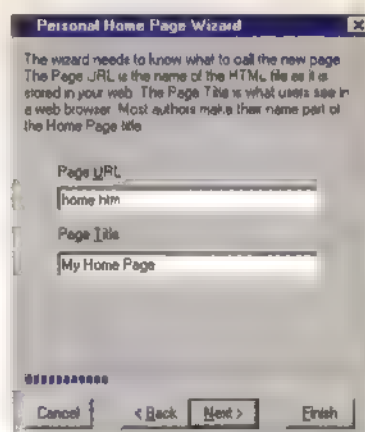 Personal Home Page Wizard
The wizard needs to know what to call the new page
The Page URL is the name of the HTML file as it is
stored in your web. The Page Title is what users see in
a web browser. Most authors make their name part of
the Home Page title
Page URL
home htm
Page Title
My Home Page
Cancel
< Back
Next >
Finish